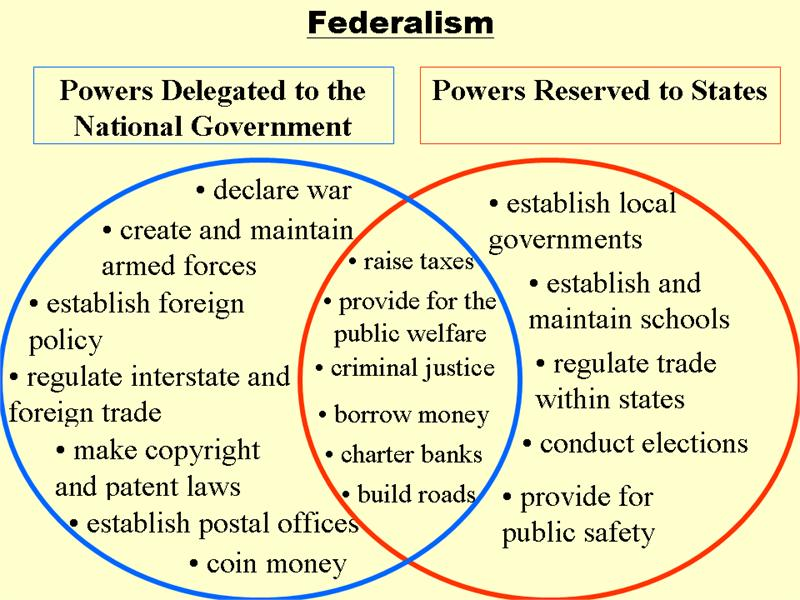 Federalism
Powers Delegated to the
National Government
Powers Reserved to States
• declare war
• create and maintain
armed forces
• establish foreign
policy
• regulate interstate and
foreign trade
• make copyright
and patent laws
• establish postal offices
• coin money
• raise taxes
• provide for the
public welfare
• criminal justice
• borrow money
• charter banks
• build roads
• establish local
governments
• establish and
maintain schools
• regulate trade
within states
• conduct elections
• provide for
public safety